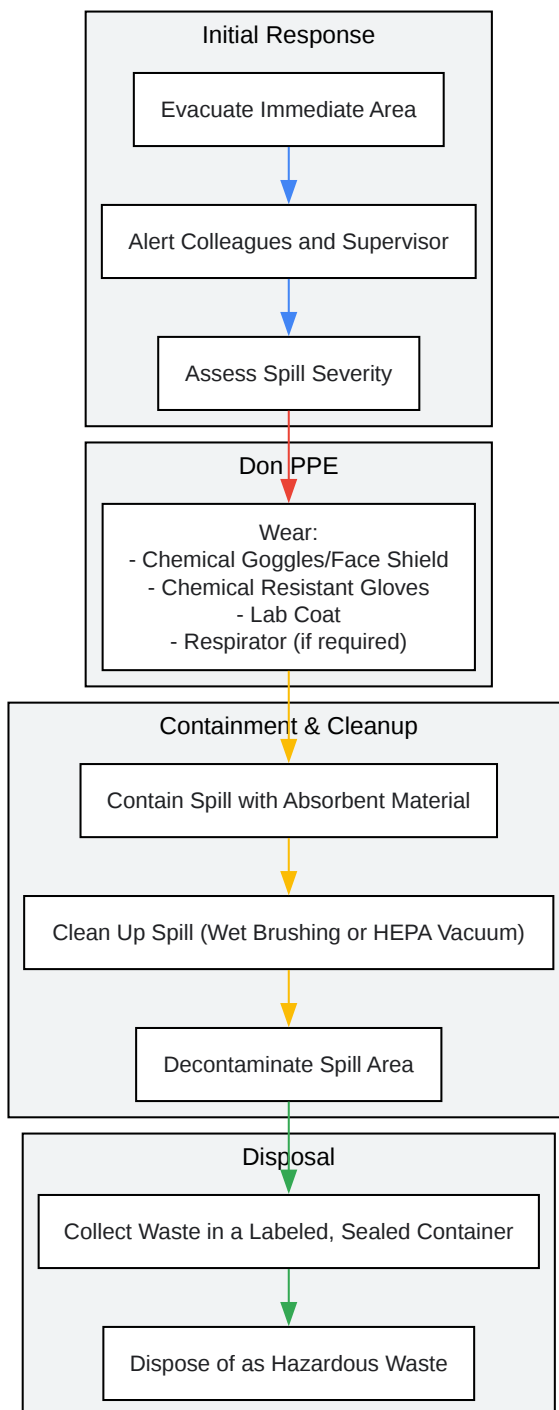 Initial Response
Evacuate Immediate Area
Alert Colleagues and Supervisor
Assess Spill Severity
Don PPE
Wear:
- Chemical Goggles/Face Shield
- Chemical Resistant Gloves
- Lab Coat
- Respirator (if required)
Containment & Cleanup
Contain Spill with Absorbent Material
Clean Up Spill (Wet Brushing or HEPA Vacuum)
Decontaminate Spill Area
Disposal
Collect Waste in a Labeled, Sealed Container
Dispose of as Hazardous Waste